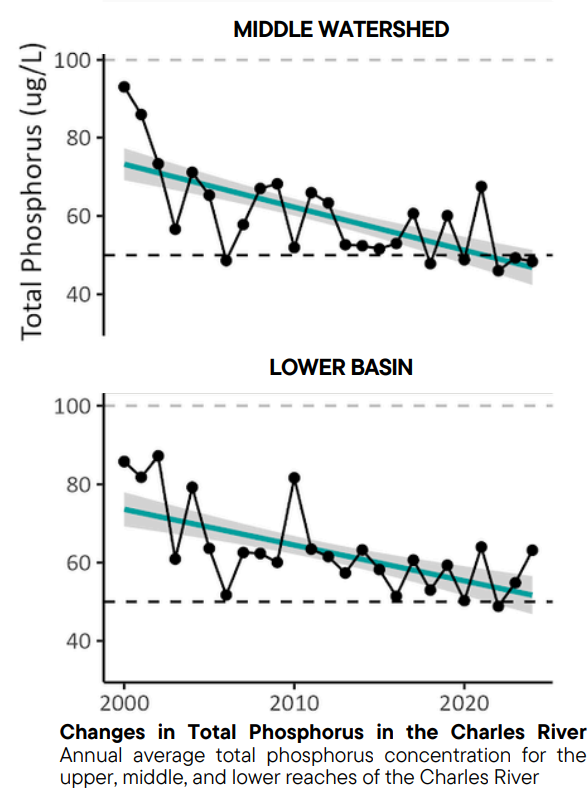 MIDDLE WATERSHED
Total Phosphorus (ug/L)
100
80
60
40
LOWER BASIN
100
80
60
40
2000 2010 2020
Changes in Total Phosphorus in the Charles River
Annual average total phosphorus concentration for the
upper, middle, and lower reaches of the Charles River